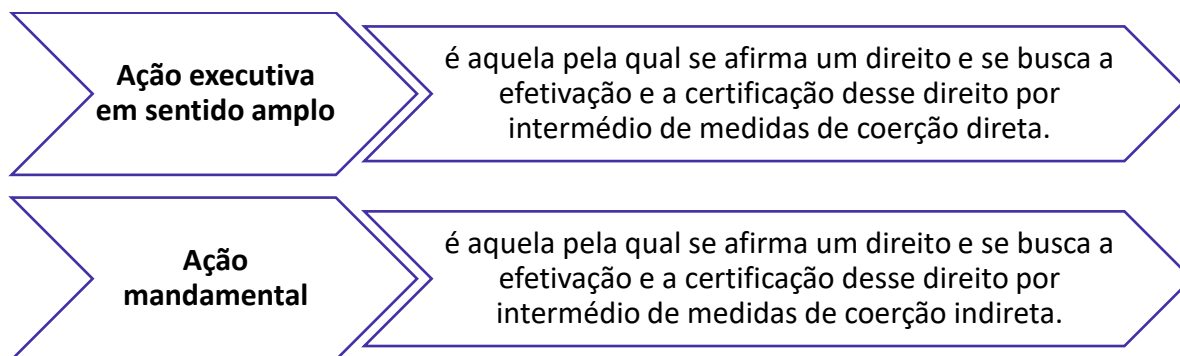 Ação executiva
em sentido amplo
é aquela pela qual se afirma um direito e se busca a
efetivação e a certificação desse direito por
intermédio de medidas de coerção direta.
Ação
mandamental
é aquela pela qual se afirma um direito e se busca a
efetivação e a certificação desse direito por
intermédio de medidas de coerção indireta.